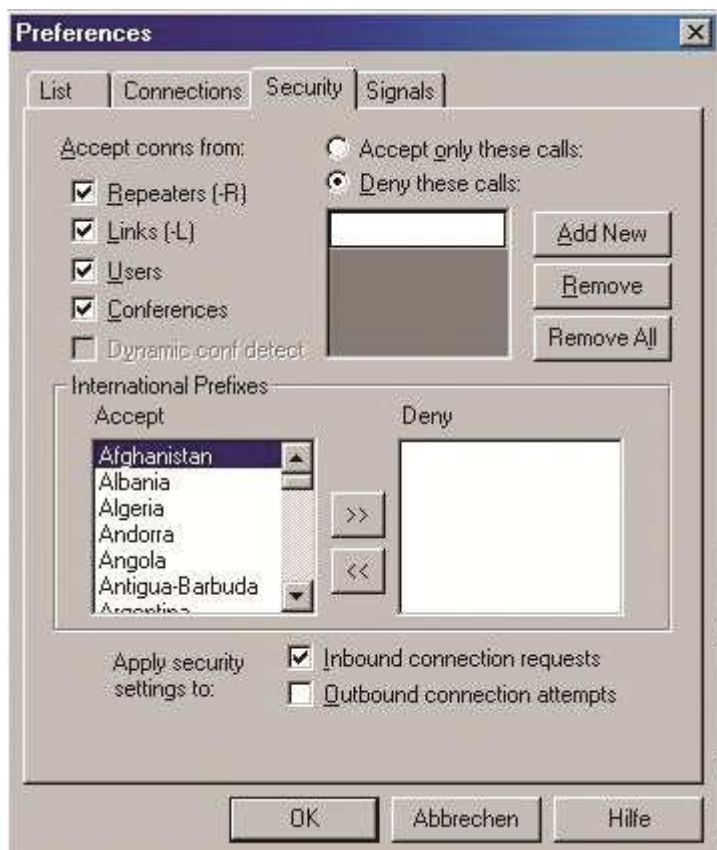 Preferences
List Connections Security Signals
Accept conns from:
Repeaters (-R)
Links (-L)
Users
Conferences
Dynamic conf detect
Accept only these calls:
Deny these calls:
Add New
Remove
Remove All
International Prefixes
Accept
Afghanistan
Albania
Algeria
Andorra
Angola
Antigua-Barbuda
Argentina
>>
<<
Deny
Apply security
settings to:
Inbound connection requests
Outbound connection attempts
OK Abbrechen Hilfe